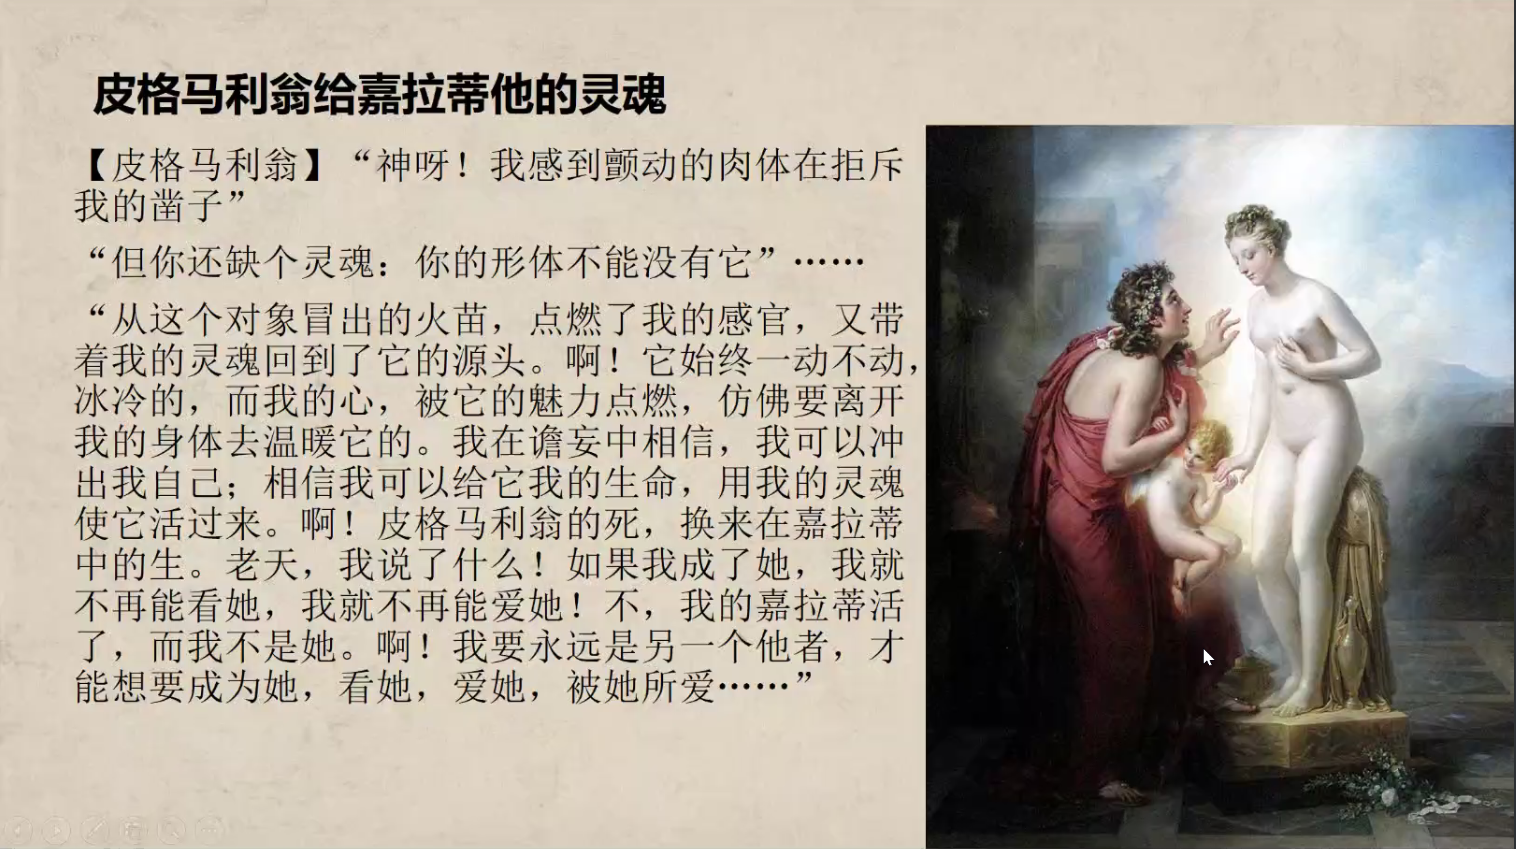 皮格马利翁给嘉拉蒂他的灵魂
【皮格马利翁】“神呀！我感到颤动的肉体在拒斥
我的凿子”
“但你还缺个灵魂：你的形体不能没有它”……
“从这个对象冒出的火苗，点燃了我的感官，又带
着我的灵魂回到了它的源头。啊！它始终一动不动，
冰冷的，而我的心，被它的魅力点燃，仿佛要离开
我的身体去温暖它的。我在谵妄中相信，我可以冲
出我自己；相信我可以给它我的生命，用我的灵魂
使它活过来。啊！皮格马利翁的死，换来在嘉拉蒂
中的生。老天，我说了什么！如果我成了她，我就
不再能看她，我就不再能爱她！不，我的嘉拉蒂活
了，而我不是她。啊！我要永远是另一个他者，才
能想要成为她，看她，爱她，被她所爱……”